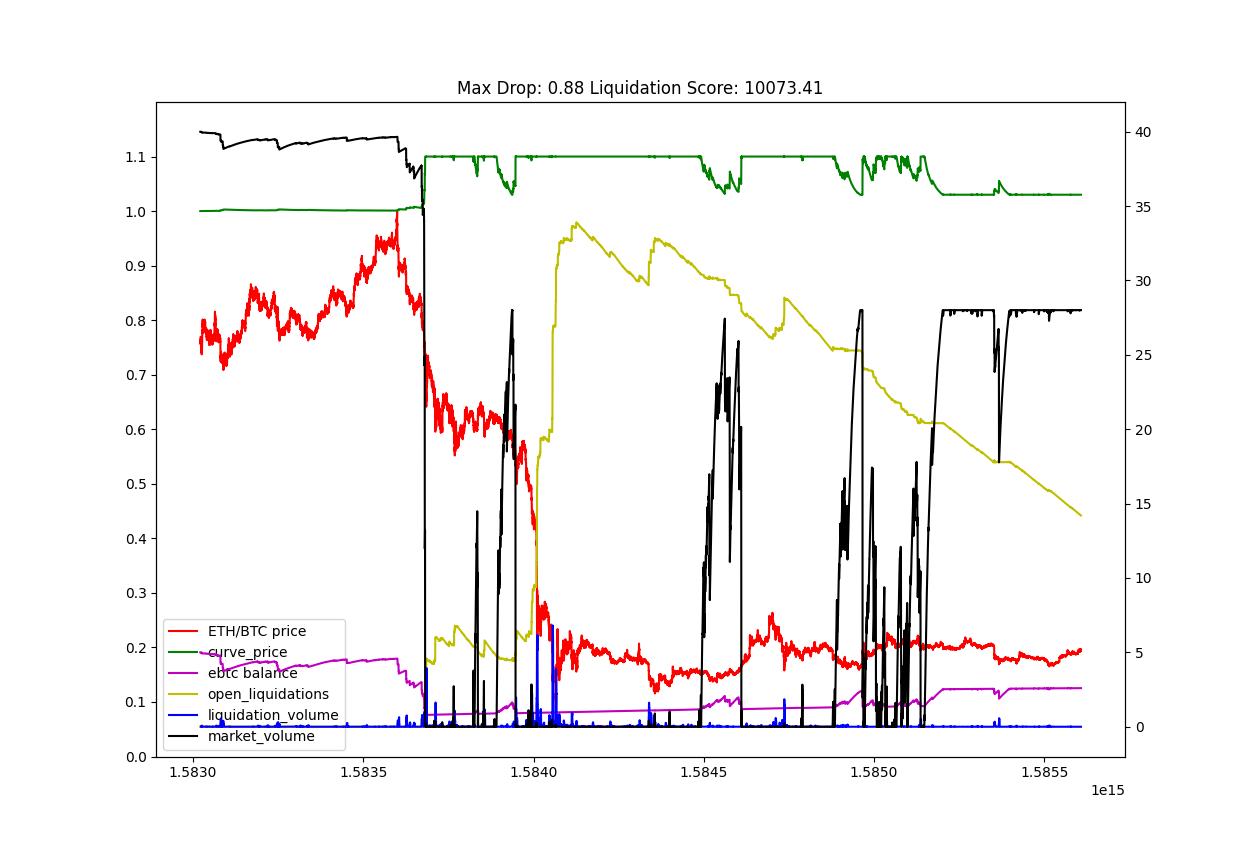 Max Drop: 0.88 Liquidation Score: 10073.41
1.1
1.0
0.9
0.8
0.7
0.6
0.5
0.4
0.3
0.2
0.1
0.0
40
35
30
25
20
15
10
5
0
ETH/BTC price
curve_price
ebtc balance
open_liquidations
liquidation_volume
market_volume
1.5830 1.5835 1.5840 1.5845 1.5850 1.5855
1e15